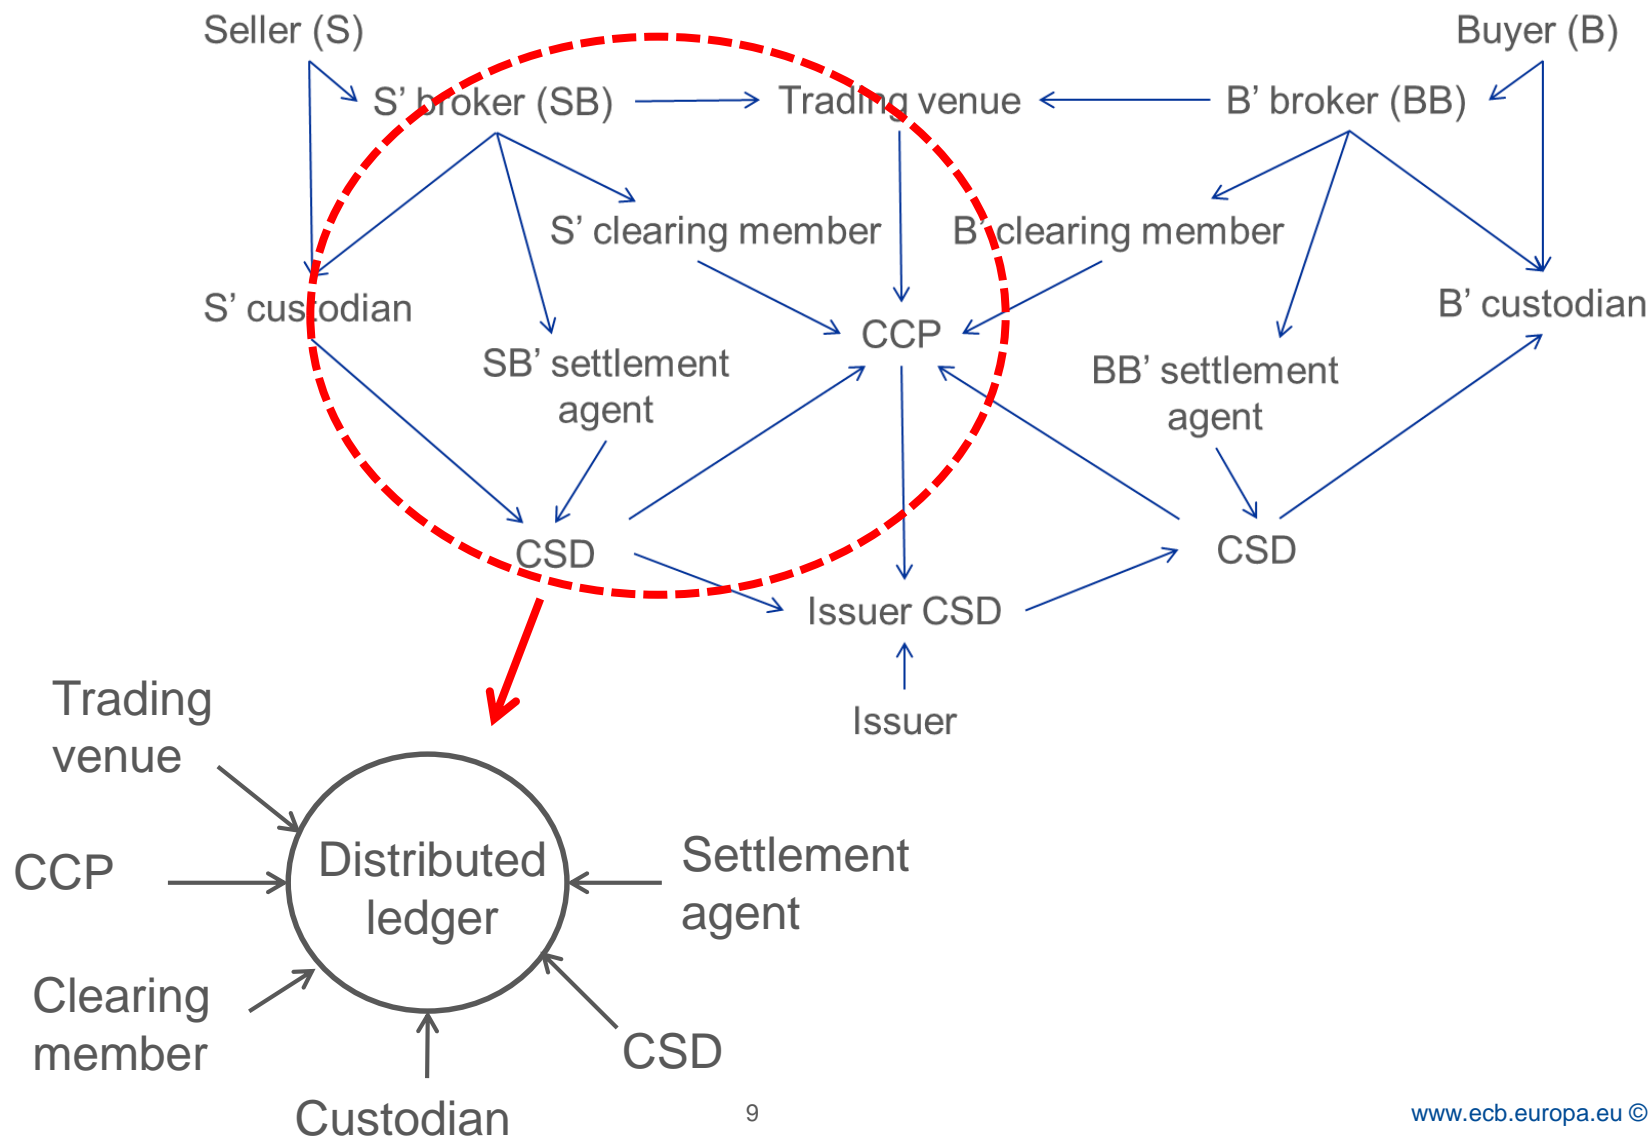 Seller (S)
Buyer (B)
S’ broker (SB)
Trading venue
B’ broker (BB)
S’ clearing member
B’ clearing member
S’ custodian
B’ custodian
CCP
SB’ settlement
agent
BB’ settlement
agent
CSD
CSD
Issuer CSD
Issuer
Trading
venue
CCP
Distributed
ledger
Settlement
agent
Clearing
member
CSD
Custodian
9
www.ecb.europa.eu ©